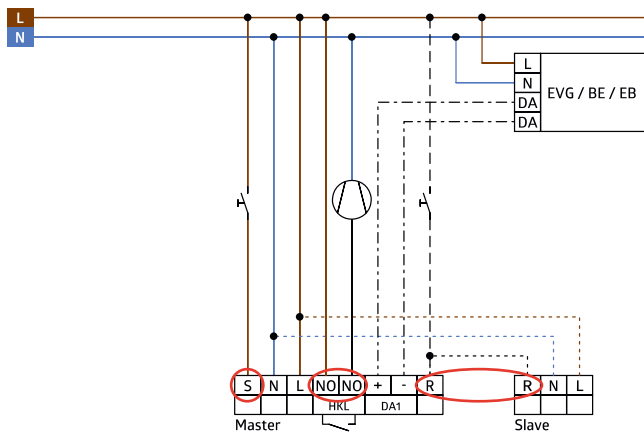 L
N
L
N
DA
DA
EVG / BE / EB
S N L NO NO + - R
R N L
HKL DA1
Master
Slave